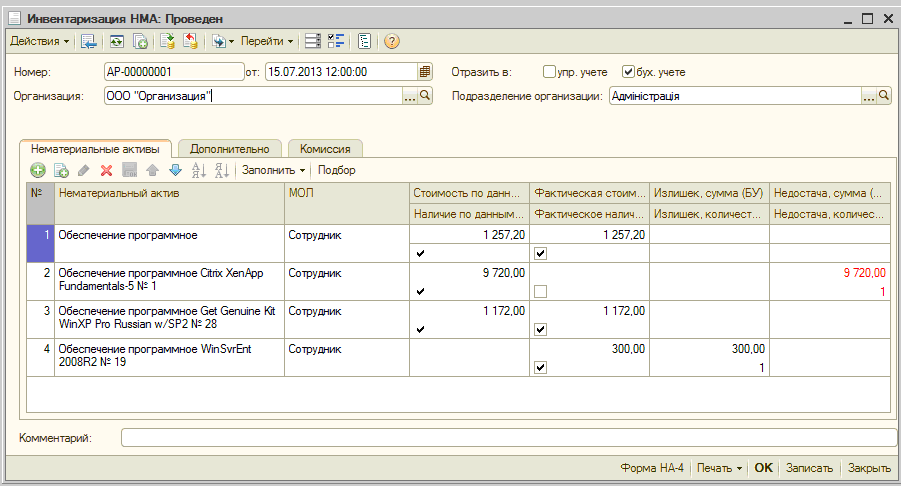 Инвентаризация НМА: Проведен
Действия Перейти
Номер: АР-00000001 от: 15.07.2013 12:00:00 Отразить в: упр. учете бух. учете
Организация: ООО "Организация" ... Подразделение организации: Адміністрація ...
Нематериальные активы Дополнительно Комиссия
Заполнить Подбор
№ Нематериальный актив МОЛ Стоимость по данн... Фактическая стоим... Излишек, сумма (БУ) Недостача, сумма (...
Наличие по данным... Фактическое налич... Излишек, количест... Недостача, количес...
1 Обеспечение программное Сотрудник 1 257,20 1 257,20
2 Обеспечение программное Citrix XenApp Сотрудник 9 720,00 9 720,00
Fundamentals-5 № 1 1
3 Обеспечение программное Get Genuine Kit Сотрудник 1 172,00 1 172,00
WinXP Pro Russian w/SP2 № 28
4 Обеспечение программное WinSvrEnt Сотрудник 300,00 300,00
2008R2 № 19 1
Комментарий:
Форма НА-4 Печать OK Записать Закрыть